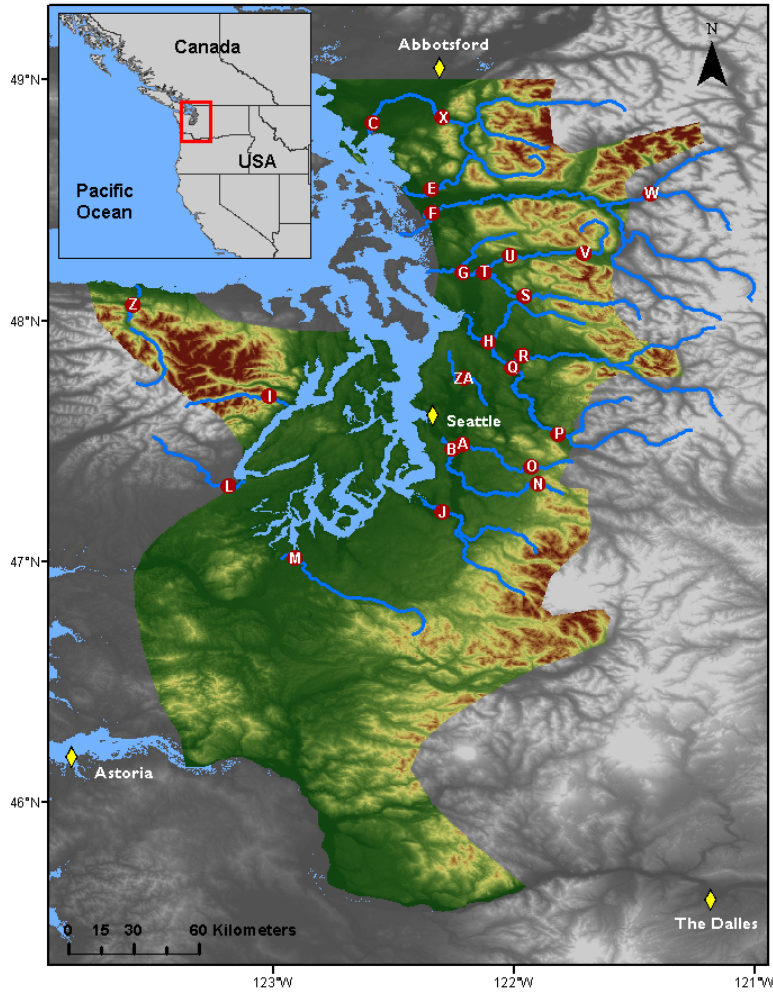 Canada
USA
Pacific
Ocean
Abbotsford
N
49°N
C
X
E
W
F
V
U
G
T
S
Z
48°N
H
R
Q
ZA
I
Seattle
P
A
B
O
N
L
J
47°N
M
Astoria
46°N
The Dalles
0 15 30 60 Kilometers
123°W
122°W
121°W